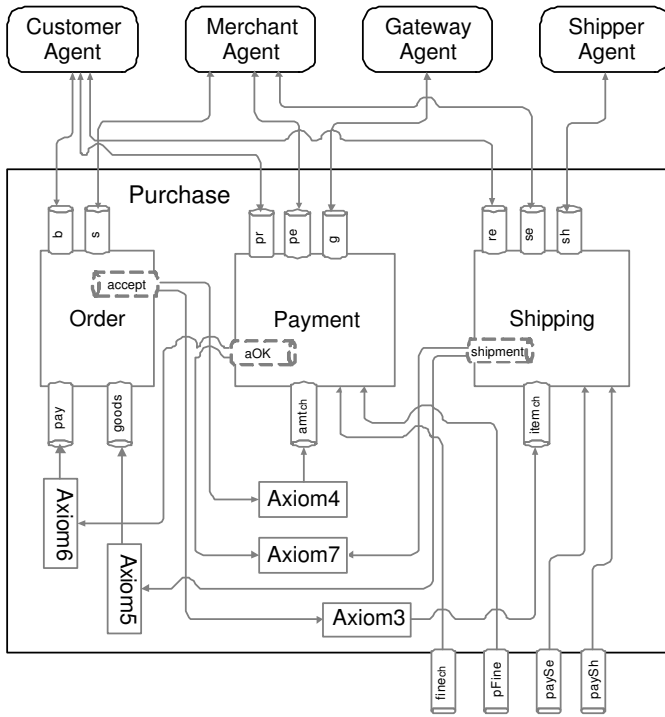 Customer
Agent
Merchant
Agent
Gateway
Agent
Shipper
Agent
Purchase
b
s
pr
pe
g
re
se
sh
accept
Order
Payment
Shipping
aOK
shipment
pay
goods
amtch
itemch
Axiom6
Axiom4
Axiom5
Axiom7
Axiom3
finech
pFine
paySe
paySh